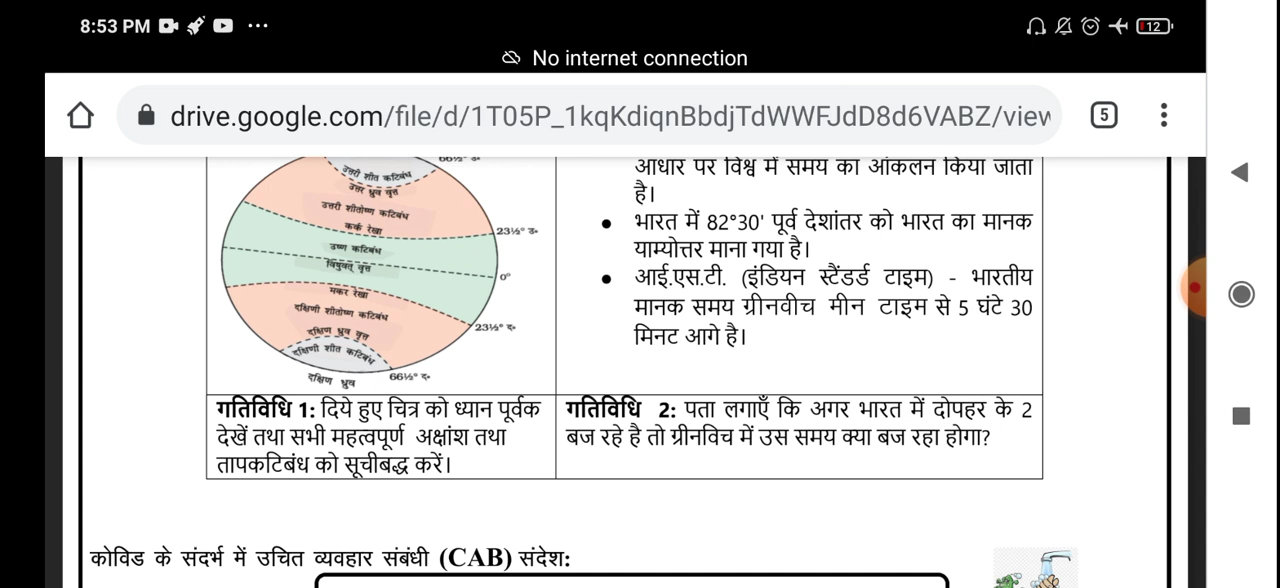 8:53 PM
12
No internet connection
drive.google.com/file/d/1T05P_1kqKdiqnBbdjTdWWFJdD8d6VABZ/view
5
66½° उ॰
उत्तरी शीत कटिबंध
उत्तर ध्रुव वृत्त
उत्तरी शीतोष्ण कटिबंध
कर्क रेखा
23½° उ॰
उष्ण कटिबंध
विषुवत् वृत्त
0°
मकर रेखा
दक्षिणी शीतोष्ण कटिबंध
23½° द॰
दक्षिण ध्रुव वृत्त
दक्षिणी शीत कटिबंध
66½° द॰
दक्षिण ध्रुव
आधार पर विश्व में समय का आंकलन किया जाता
है।
• भारत में 82°30' पूर्व देशांतर को भारत का मानक
याम्योत्तर माना गया है।
• आई.एस.टी. (इंडियन स्टैंडर्ड टाइम) - भारतीय
मानक समय ग्रीनवीच मीन टाइम से 5 घंटे 30
मिनट आगे है।
गतिविधि 1: दिये हुए चित्र को ध्यान पूर्वक
देखें तथा सभी महत्वपूर्ण अक्षांश तथा
तापकटिबंध को सूचीबद्ध करें।
गतिविधि 2: पता लगाएँ कि अगर भारत में दोपहर के 2
बज रहे है तो ग्रीनविच में उस समय क्या बज रहा होगा?
कोविड के संदर्भ में उचित व्यवहार संबंधी (CAB) संदेश: